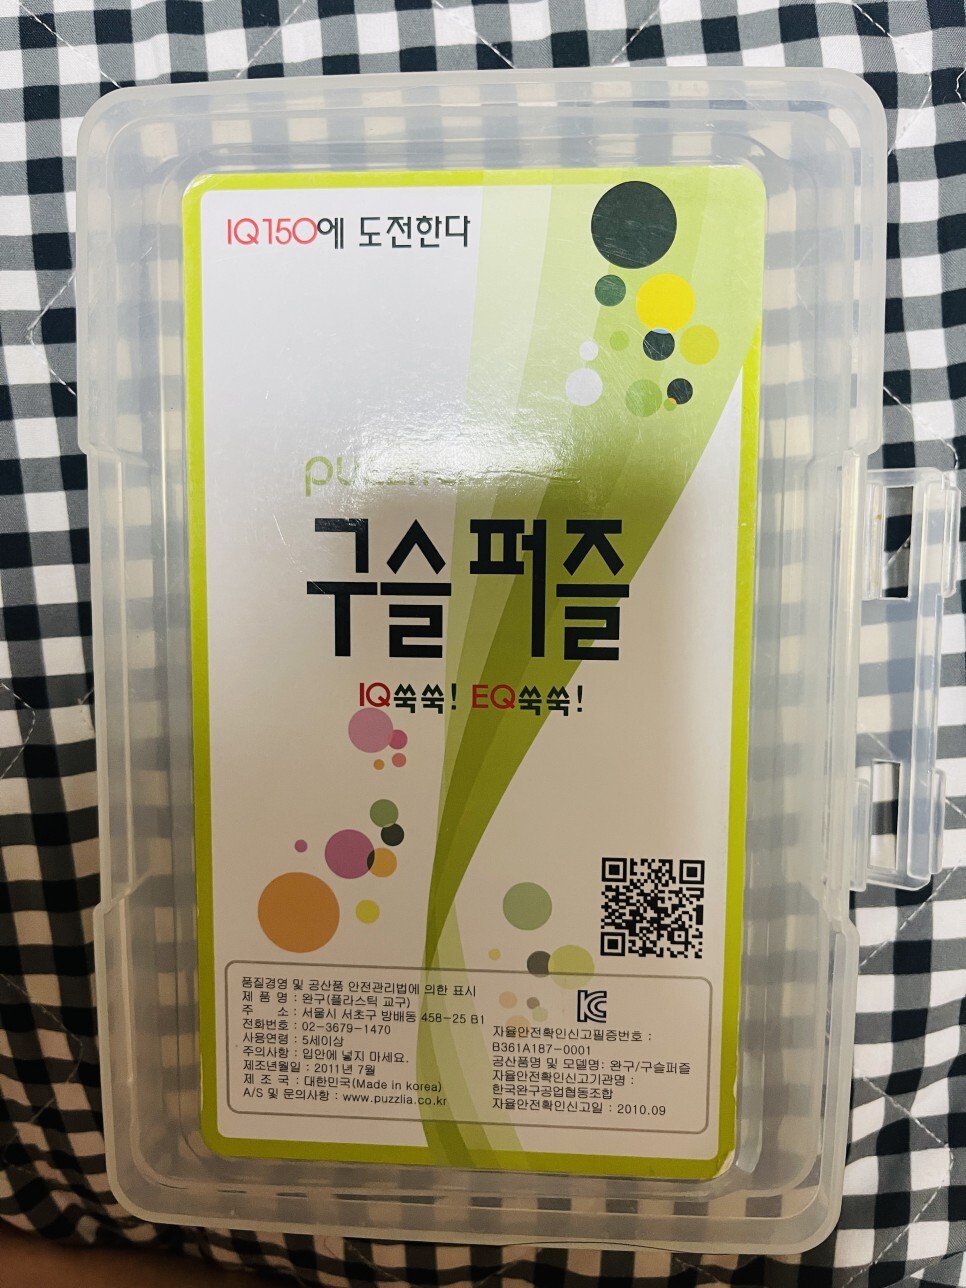 IQ150에 도전한다
구슬퍼즐
IQ쑥쑥! EQ쑥쑥!
품질경영 및 공산품 안전관리법에 의한 표시
제 품 명 : 완구(플라스틱 교구)
주 소 : 서울시 서초구 방배동 458-25 B1
전화번호 : 02-3679-1470
사용연령 : 5세이상
주의사항 : 입안에 넣지 마세요.
제조년월일 : 2011년 7월
제 조 국 : 대한민국(Made in korea)
A/S 및 문의사항 : www.puzzlia.co.kr
자율안전확인신고필증번호 :
B361A187-0001
공산품명 및 모델명: 완구/구슬퍼즐
자율안전확인신고기관명 :
한국완구공업협동조합
자율안전확인신고일 : 2010.09